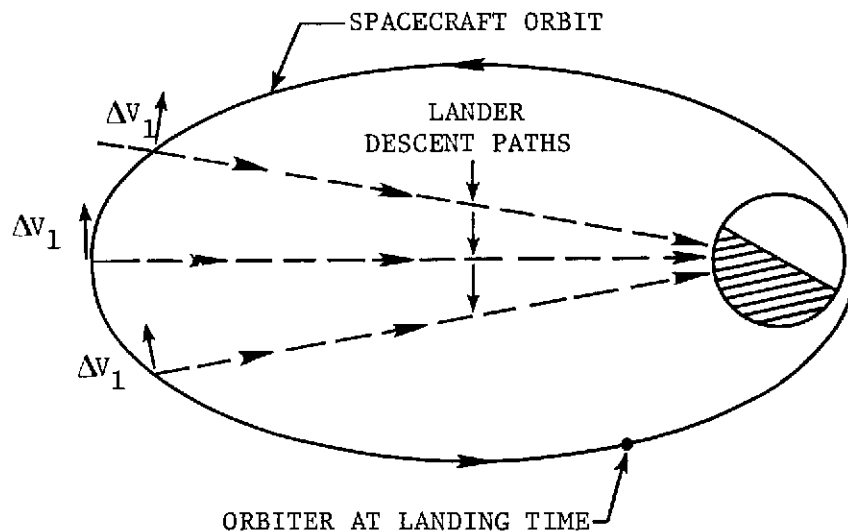 SPACECRAFT ORBIT
ΔV₁
LANDER
DESCENT PATHS
ΔV₁
ΔV₁
ORBITER AT LANDING TIME